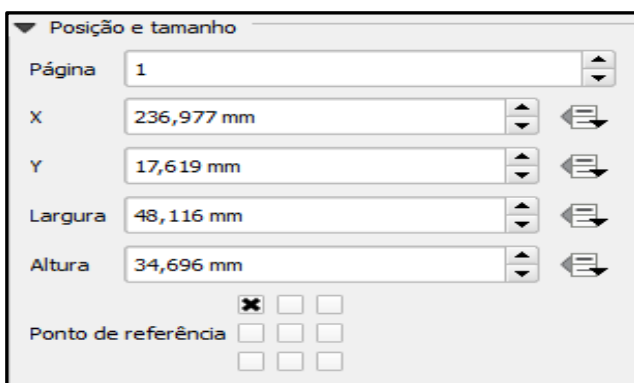 Posição e tamanho
Página 1
X 236,977 mm
Y 17,619 mm
Largura 48,116 mm
Altura 34,696 mm
Ponto de referência